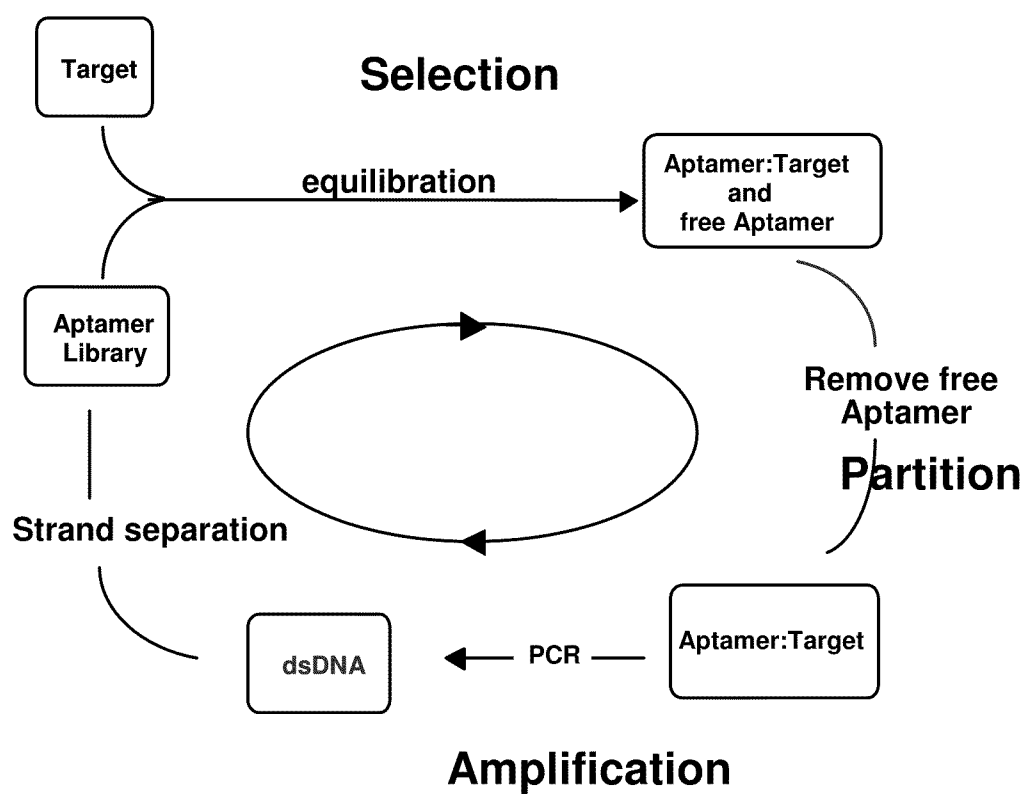 Target
Selection
equilibration
Aptamer:Target
and
free Aptamer
Aptamer
Library
Remove free
Aptamer
Partition
Strand separation
dsDNA
PCR
Aptamer:Target
Amplification